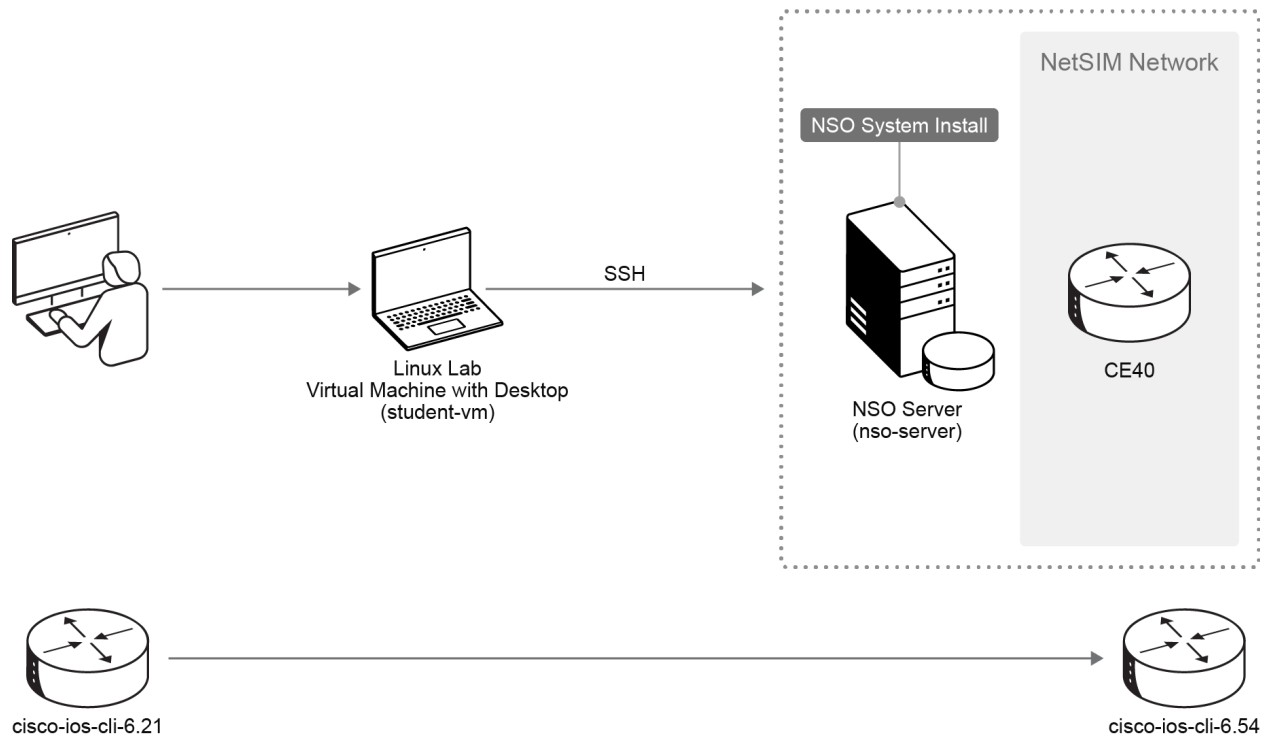 NetSIM Network
NSO System Install
SSH
CE40
Linux Lab
Virtual Machine with Desktop
(student-vm)
NSO Server
(nso-server)
cisco-ios-cli-6.21
cisco-ios-cli-6.54